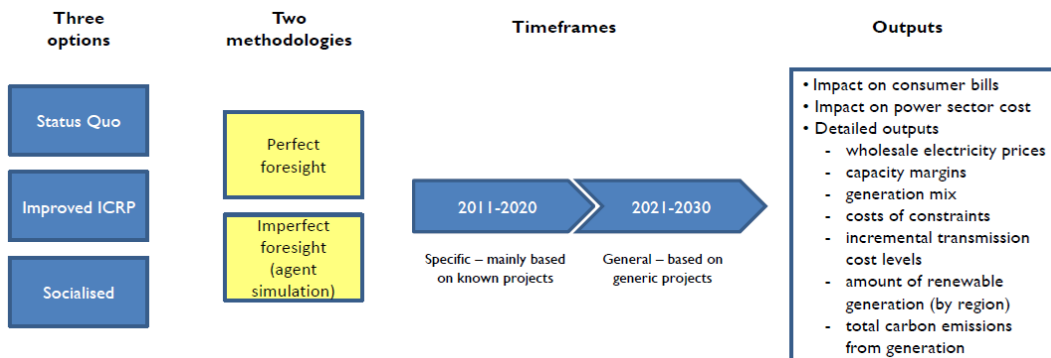 Three
options
Two
methodologies
Timeframes
Outputs
Status Quo
Improved ICRP
Socialised
Perfect
foresight
Imperfect
foresight
(agent
simulation)
2011-2020
2021-2030
Specific – mainly based
on known projects
General – based on
generic projects
• Impact on consumer bills
• Impact on power sector cost
• Detailed outputs
- wholesale electricity prices
- capacity margins
- generation mix
- costs of constraints
- incremental transmission
cost levels
- amount of renewable
generation (by region)
- total carbon emissions
from generation